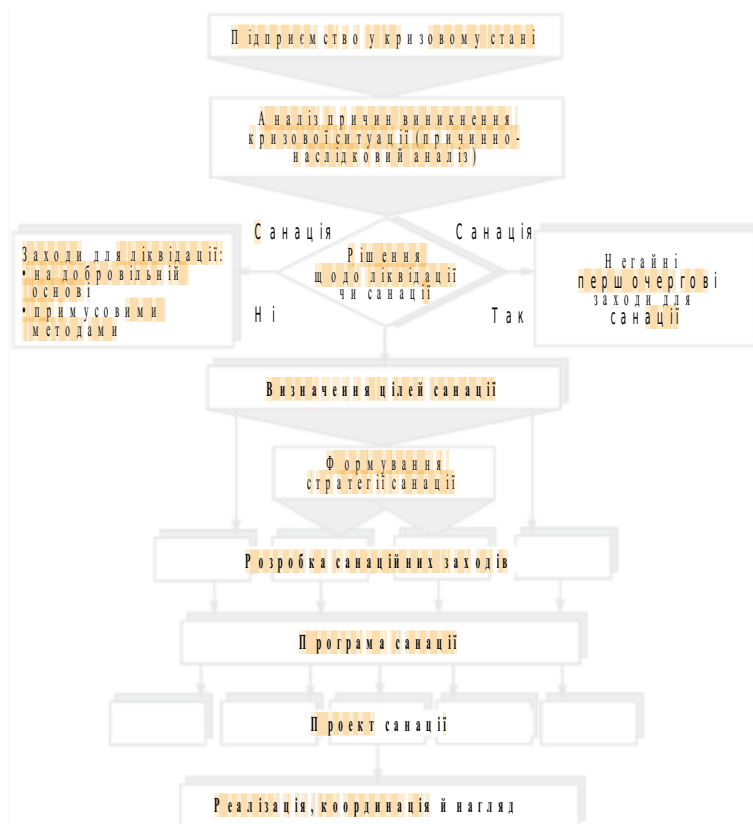 Підприємство у кризовому стані
Аналіз причин виникнення
кризової ситуації (причинно-
наслідковий аналіз)
Санація
Санація
Заходи для ліквідації:
• на добровільній
основі
• примусовими
методами
Рішення
щодо ліквідації
чи санації
Негайні
першочергові
заходи для
санації
Ні
Так
Визначення цілей санації
Формування
стратегії санації
Розробка санаційних заходів
Програма санації
Проект санації
Реалізація, координація й нагляд